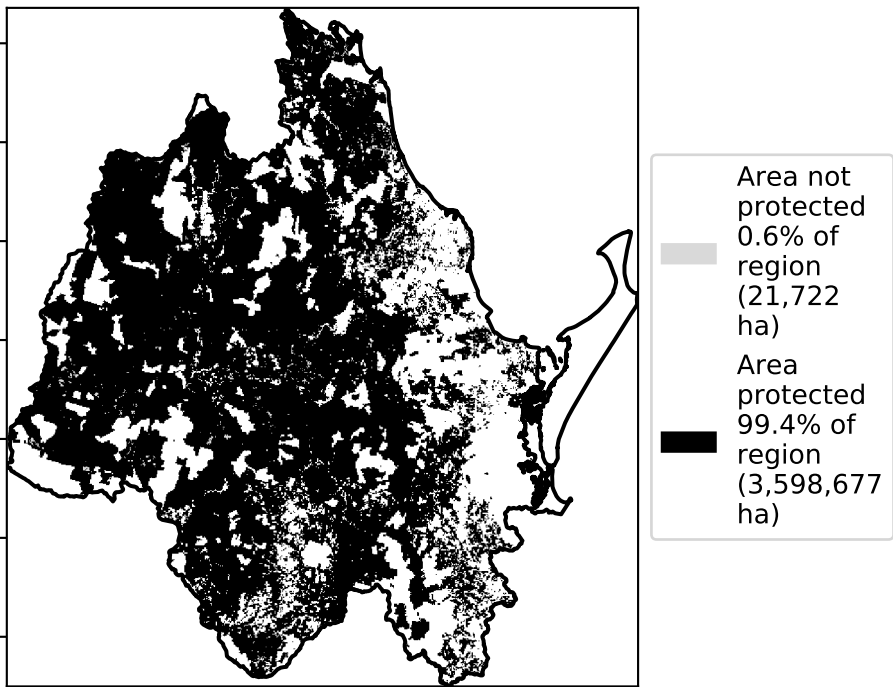 Area not
protected
0.6% of
region
(21,722
ha)
Area
protected
99.4% of
region
(3,598,677
ha)